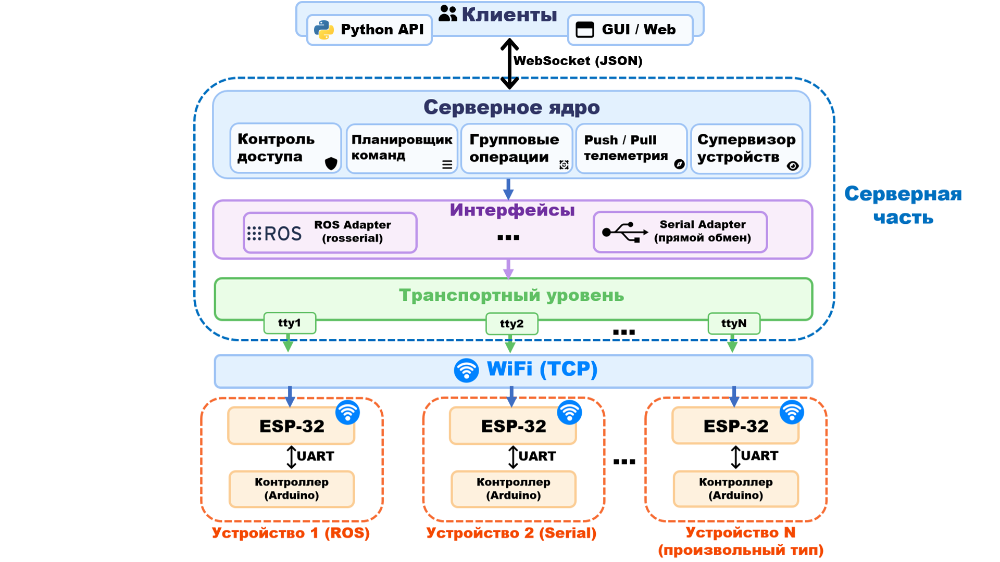 Клиенты
Python API
GUI / Web
WebSocket (JSON)
Серверное ядро
Контроль
доступа
Планировщик
команд
Групповые
операции
Push / Pull
телеметрия
Супервизор
устройств
Серверная
часть
Интерфейсы
ROS
ROS Adapter
(rosserial)
...
Serial Adapter
(прямой обмен)
Транспортный уровень
tty1
tty2
...
ttyN
WiFi (TCP)
ESP-32
UART
Контроллер
(Arduino)
Устройство 1 (ROS)
ESP-32
UART
Контроллер
(Arduino)
Устройство 2 (Serial)
...
ESP-32
UART
Контроллер
(Arduino)
Устройство N
(произвольный тип)